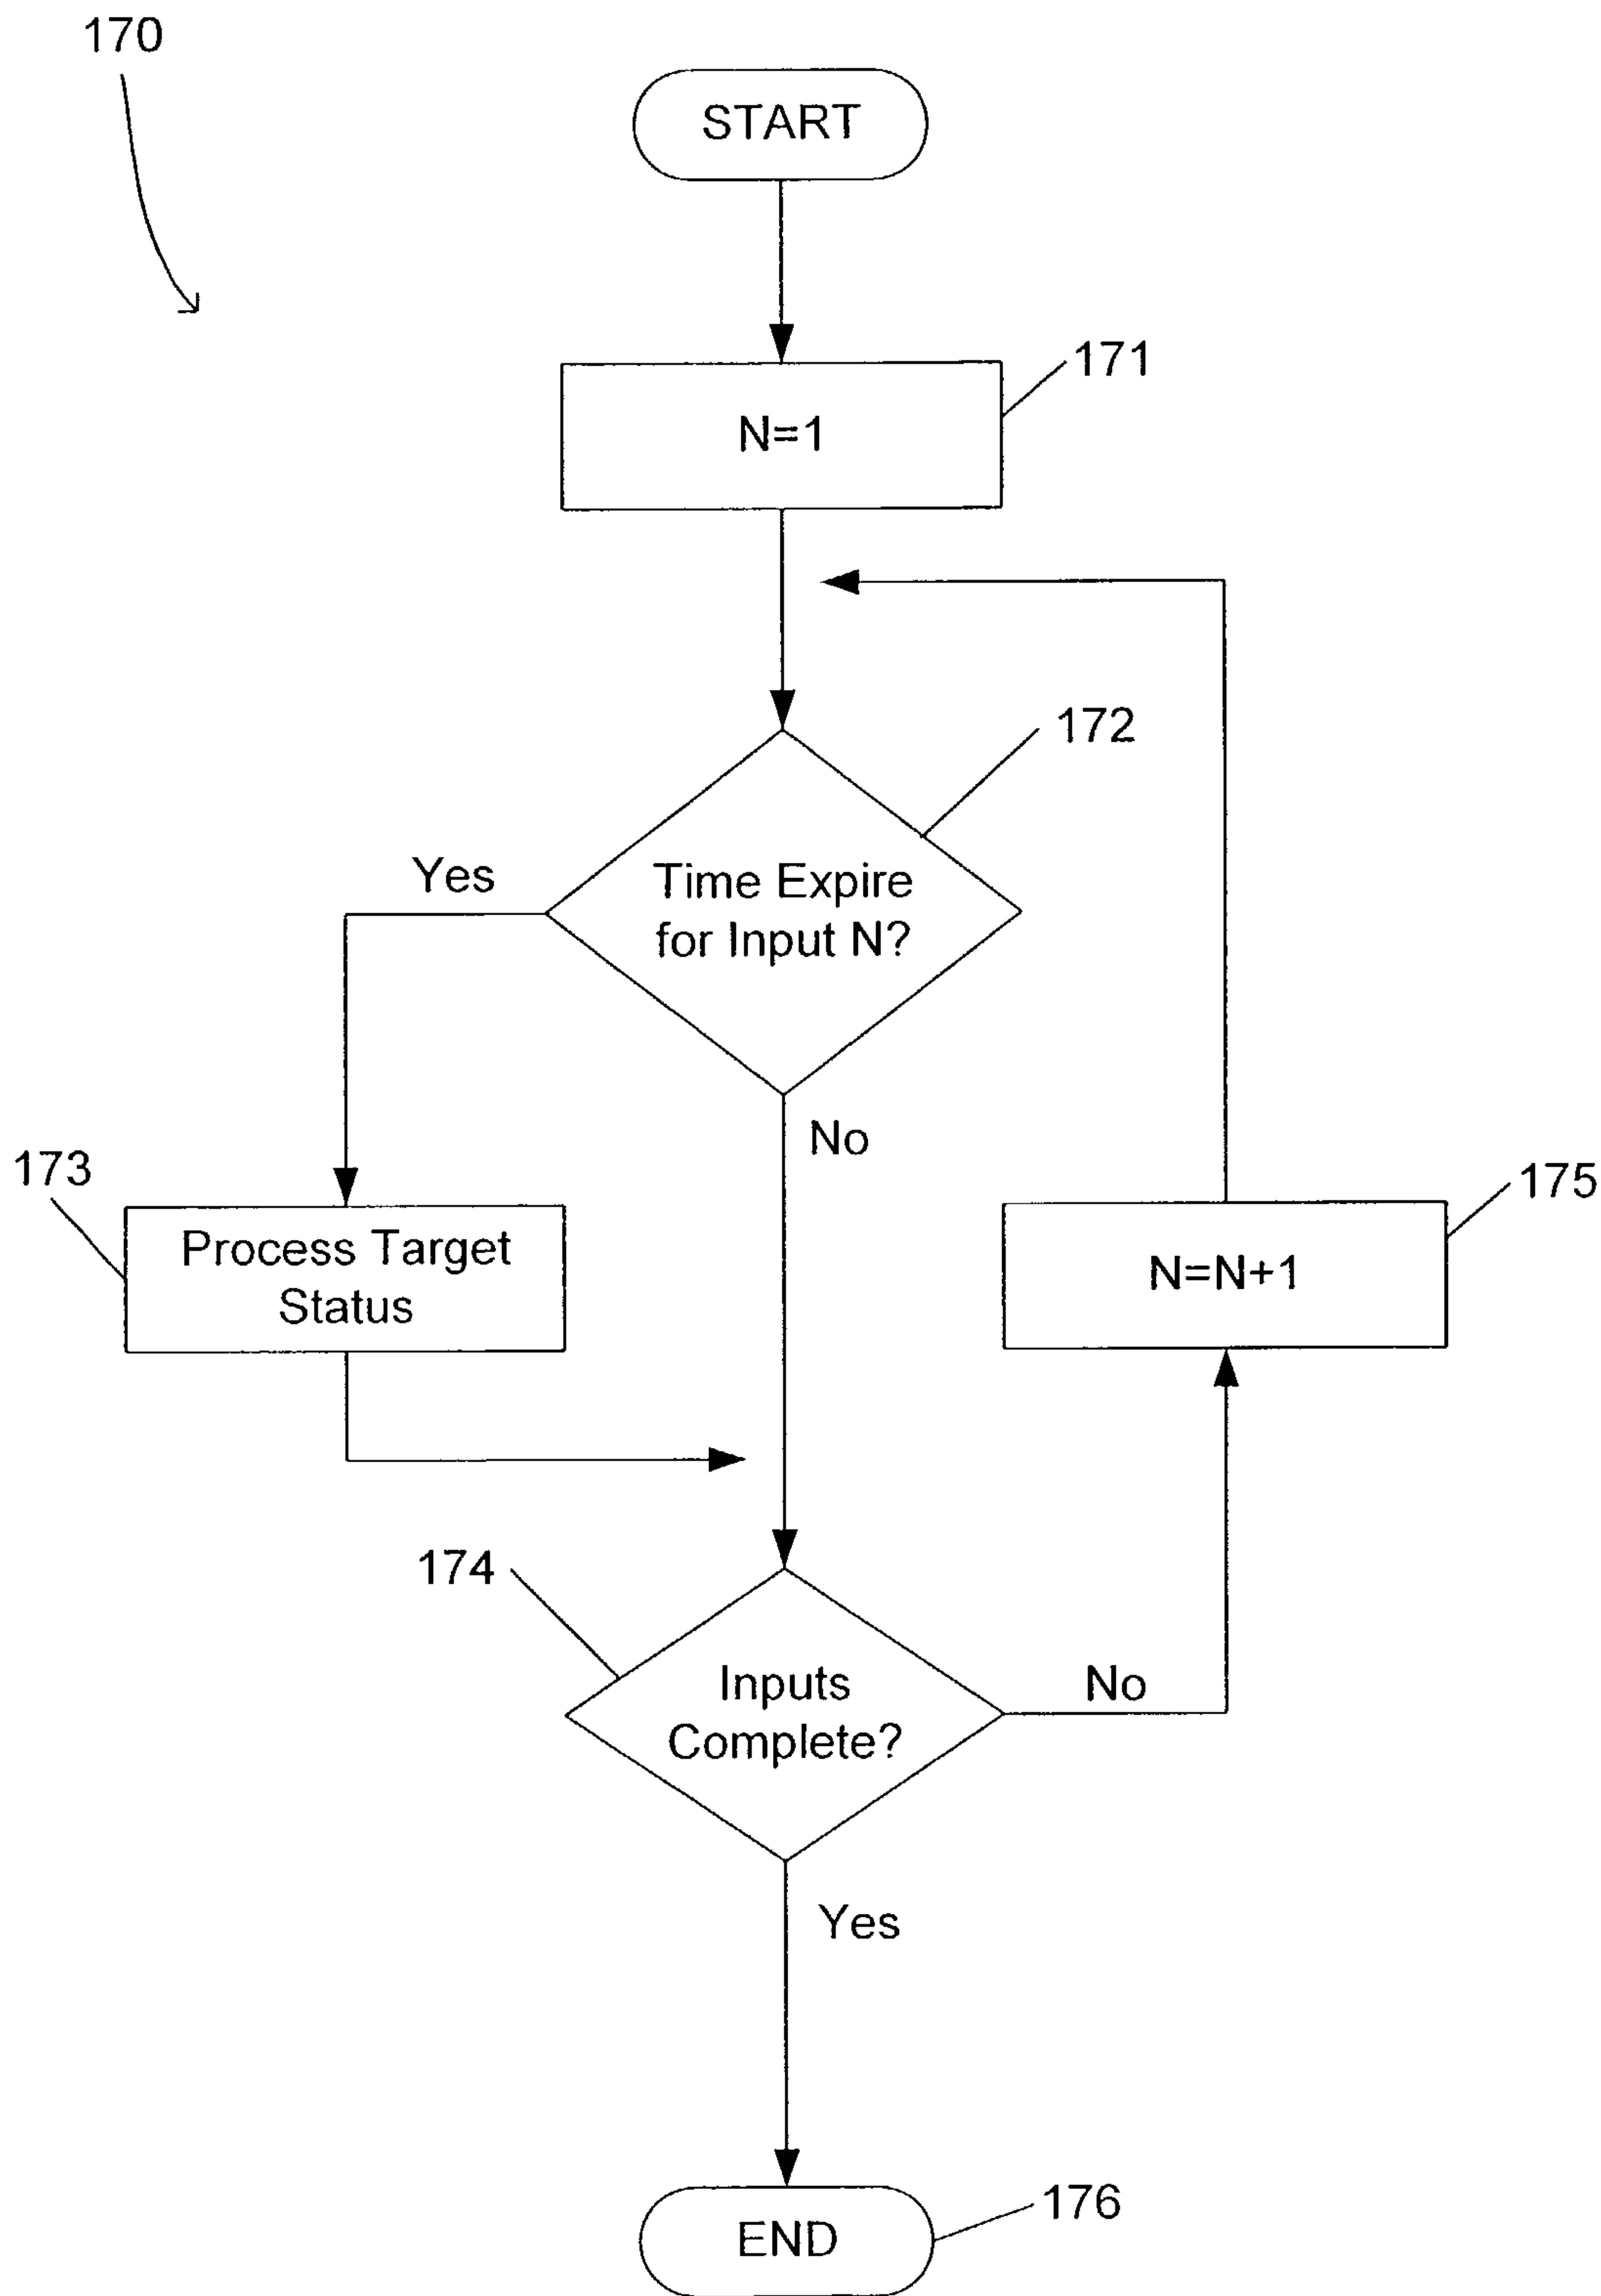 170
START
171
N=1
172
Yes
Time Expire
for Input N?
No
173
Process Target
Status
175
N=N+1
174
Inputs
Complete?
No
Yes
176
END